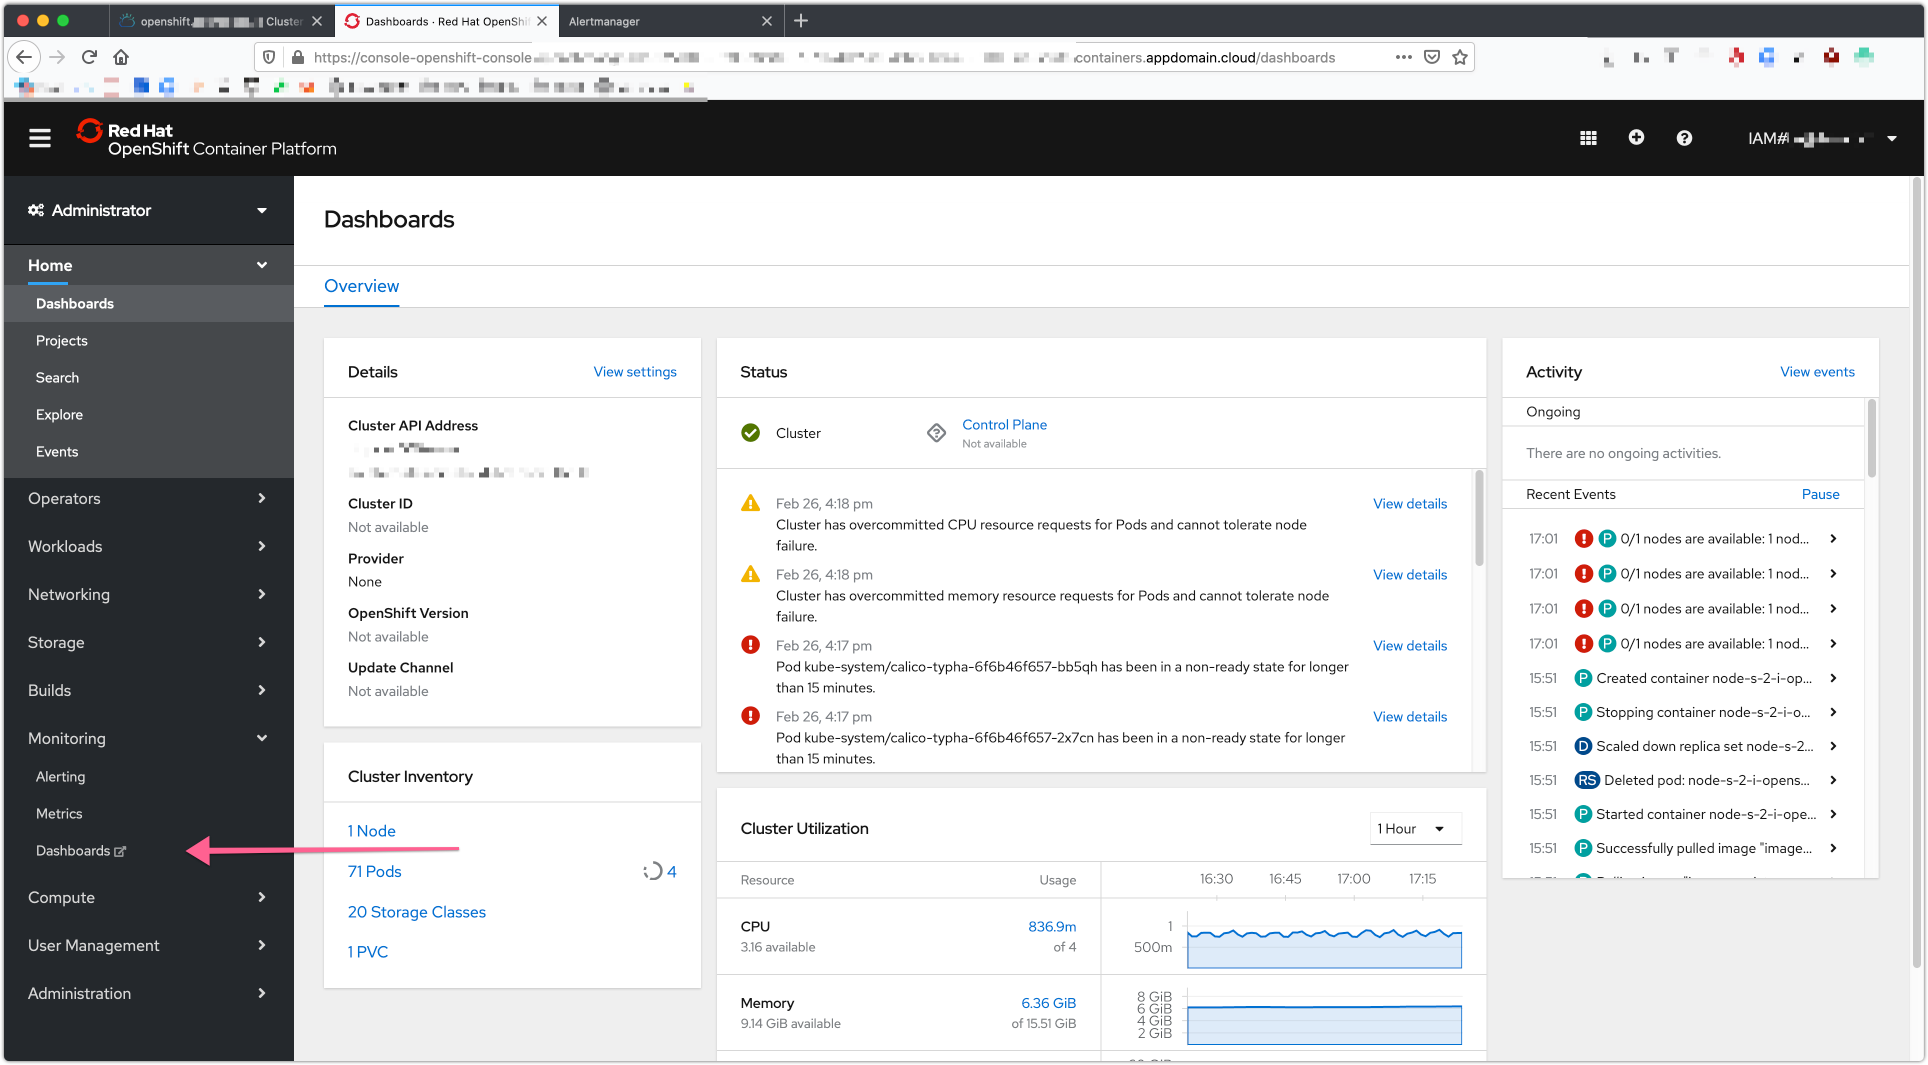 openshift. Cluster
Dashboards · Red Hat OpenShi
Alertmanager
https://console-openshift-console
containers.appdomain.cloud/dashboards
Red Hat
OpenShift Container Platform
IAM#
Administrator
Home
Dashboards
Projects
Search
Explore
Events
Operators
Workloads
Networking
Storage
Builds
Monitoring
Alerting
Metrics
Dashboards
Compute
User Management
Administration
Dashboards
Overview
Details
View settings
Cluster API Address
Cluster ID
Not available
Provider
None
OpenShift Version
Not available
Update Channel
Not available
Cluster Inventory
1 Node
71 Pods
4
20 Storage Classes
1 PVC
Status
Cluster
Control Plane
Not available
Feb 26, 4:18 pm
View details
Cluster has overcommitted CPU resource requests for Pods and cannot tolerate node
failure.
Feb 26, 4:18 pm
View details
Cluster has overcommitted memory resource requests for Pods and cannot tolerate node
failure.
Feb 26, 4:17 pm
View details
Pod kube-system/calico-typha-6f6b46f657-bb5qh has been in a non-ready state for longer
than 15 minutes.
Feb 26, 4:17 pm
View details
Pod kube-system/calico-typha-6f6b46f657-2x7cn has been in a non-ready state for longer
than 15 minutes.
Cluster Utilization
1 Hour
Resource
Usage
16:30 16:45 17:00 17:15
CPU
836.9m
3.16 available
of 4
1
500m
Memory
6.36 GiB
9.14 GiB available
of 15.51 GiB
8 GiB
6 GiB
4 GiB
2 GiB
Activity
View events
Ongoing
There are no ongoing activities.
Recent Events
Pause
17:01 P 0/1 nodes are available: 1 nod...
17:01 P 0/1 nodes are available: 1 nod...
17:01 P 0/1 nodes are available: 1 nod...
17:01 P 0/1 nodes are available: 1 nod...
15:51 P Created container node-s-2-i-op...
15:51 P Stopping container node-s-2-i-o...
15:51 D Scaled down replica set node-s-2...
15:51 RS Deleted pod: node-s-2-i-opens...
15:51 P Started container node-s-2-i-ope...
15:51 P Successfully pulled image "image...